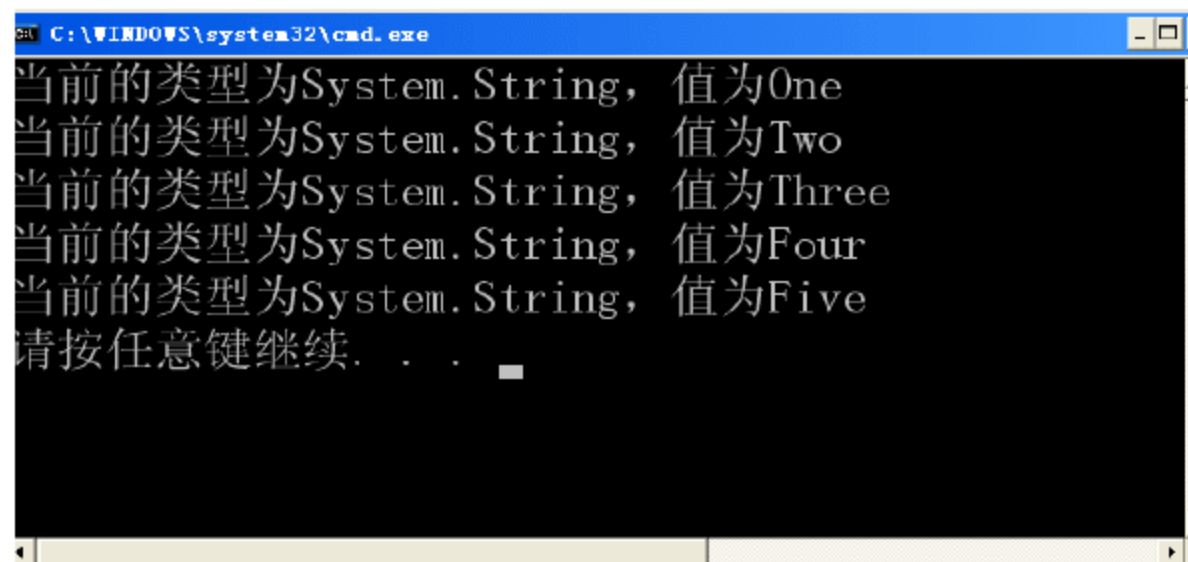 C:\WINDOWS\system32\cmd.exe
当前的类型为System.String，值为One
当前的类型为System.String，值为Two
当前的类型为System.String，值为Three
当前的类型为System.String，值为Four
当前的类型为System.String，值为Five
请按任意键继续. . .